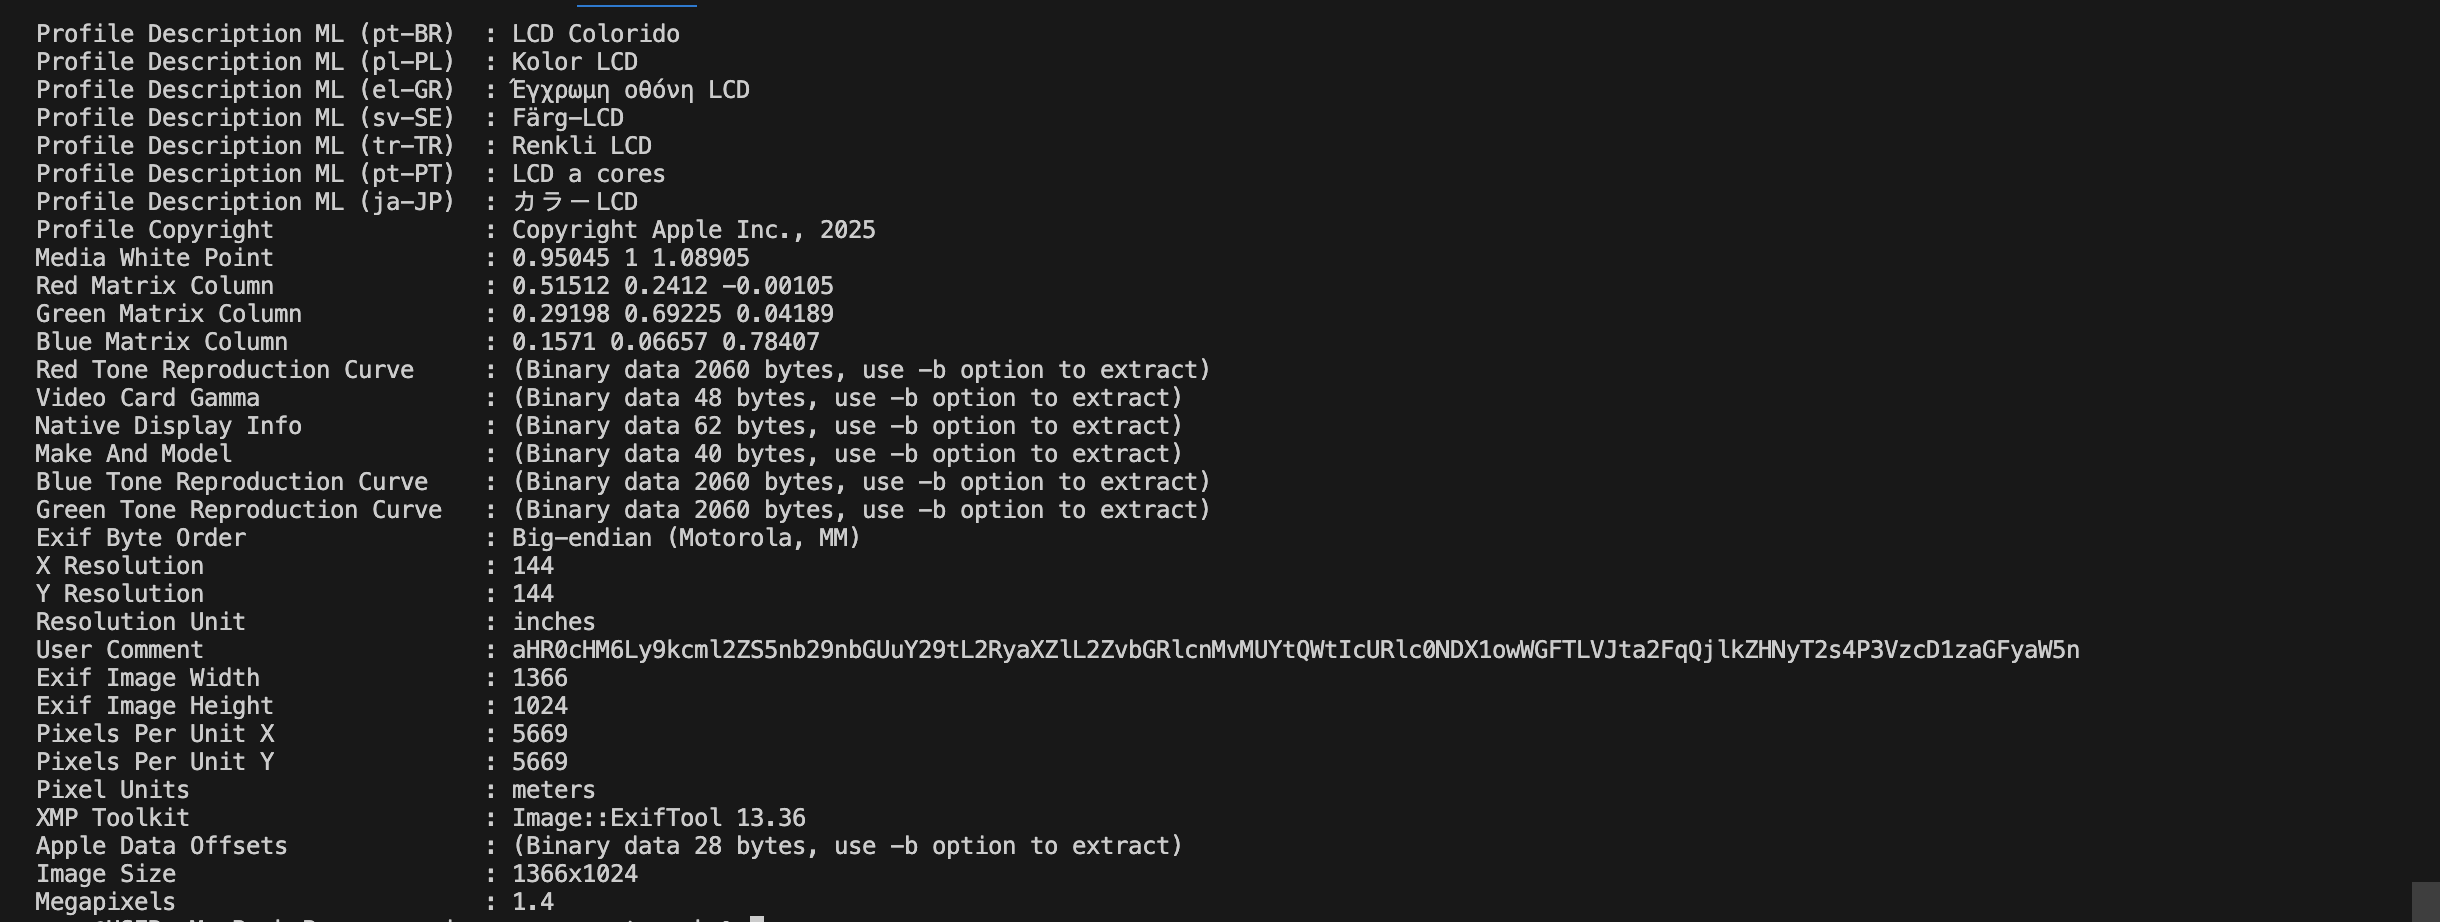 Profile Description ML (pt-BR)  : LCD Colorido
Profile Description ML (pl-PL)  : Kolor LCD
Profile Description ML (el-GR)  : Έγχρωμη οθόνη LCD
Profile Description ML (sv-SE)  : Färg-LCD
Profile Description ML (tr-TR)  : Renkli LCD
Profile Description ML (pt-PT)  : LCD a cores
Profile Description ML (ja-JP)  : カラーLCD
Profile Copyright               : Copyright Apple Inc., 2025
Media White Point               : 0.95045 1 1.08905
Red Matrix Column               : 0.51512 0.2412 -0.00105
Green Matrix Column             : 0.29198 0.69225 0.04189
Blue Matrix Column              : 0.1571 0.06657 0.78407
Red Tone Reproduction Curve     : (Binary data 2060 bytes, use -b option to extract)
Video Card Gamma                : (Binary data 48 bytes, use -b option to extract)
Native Display Info             : (Binary data 62 bytes, use -b option to extract)
Make And Model                  : (Binary data 40 bytes, use -b option to extract)
Blue Tone Reproduction Curve    : (Binary data 2060 bytes, use -b option to extract)
Green Tone Reproduction Curve   : (Binary data 2060 bytes, use -b option to extract)
Exif Byte Order                 : Big-endian (Motorola, MM)
X Resolution                    : 144
Y Resolution                    : 144
Resolution Unit                 : inches
User Comment                    : aHR0cHM6Ly9kcml2ZS5nb29nbGUuY29tL2RyaXZlL2ZvbGRlcnMvMUYtQWtIcURlc0NDX1owWGFTLVJta2FqQjlkZHNyT2s4P3VzcD1zaGFyaW5n
Exif Image Width                : 1366
Exif Image Height               : 1024
Pixels Per Unit X               : 5669
Pixels Per Unit Y               : 5669
Pixel Units                     : meters
XMP Toolkit                     : Image::ExifTool 13.36
Apple Data Offsets              : (Binary data 28 bytes, use -b option to extract)
Image Size                      : 1366x1024
Megapixels                      : 1.4